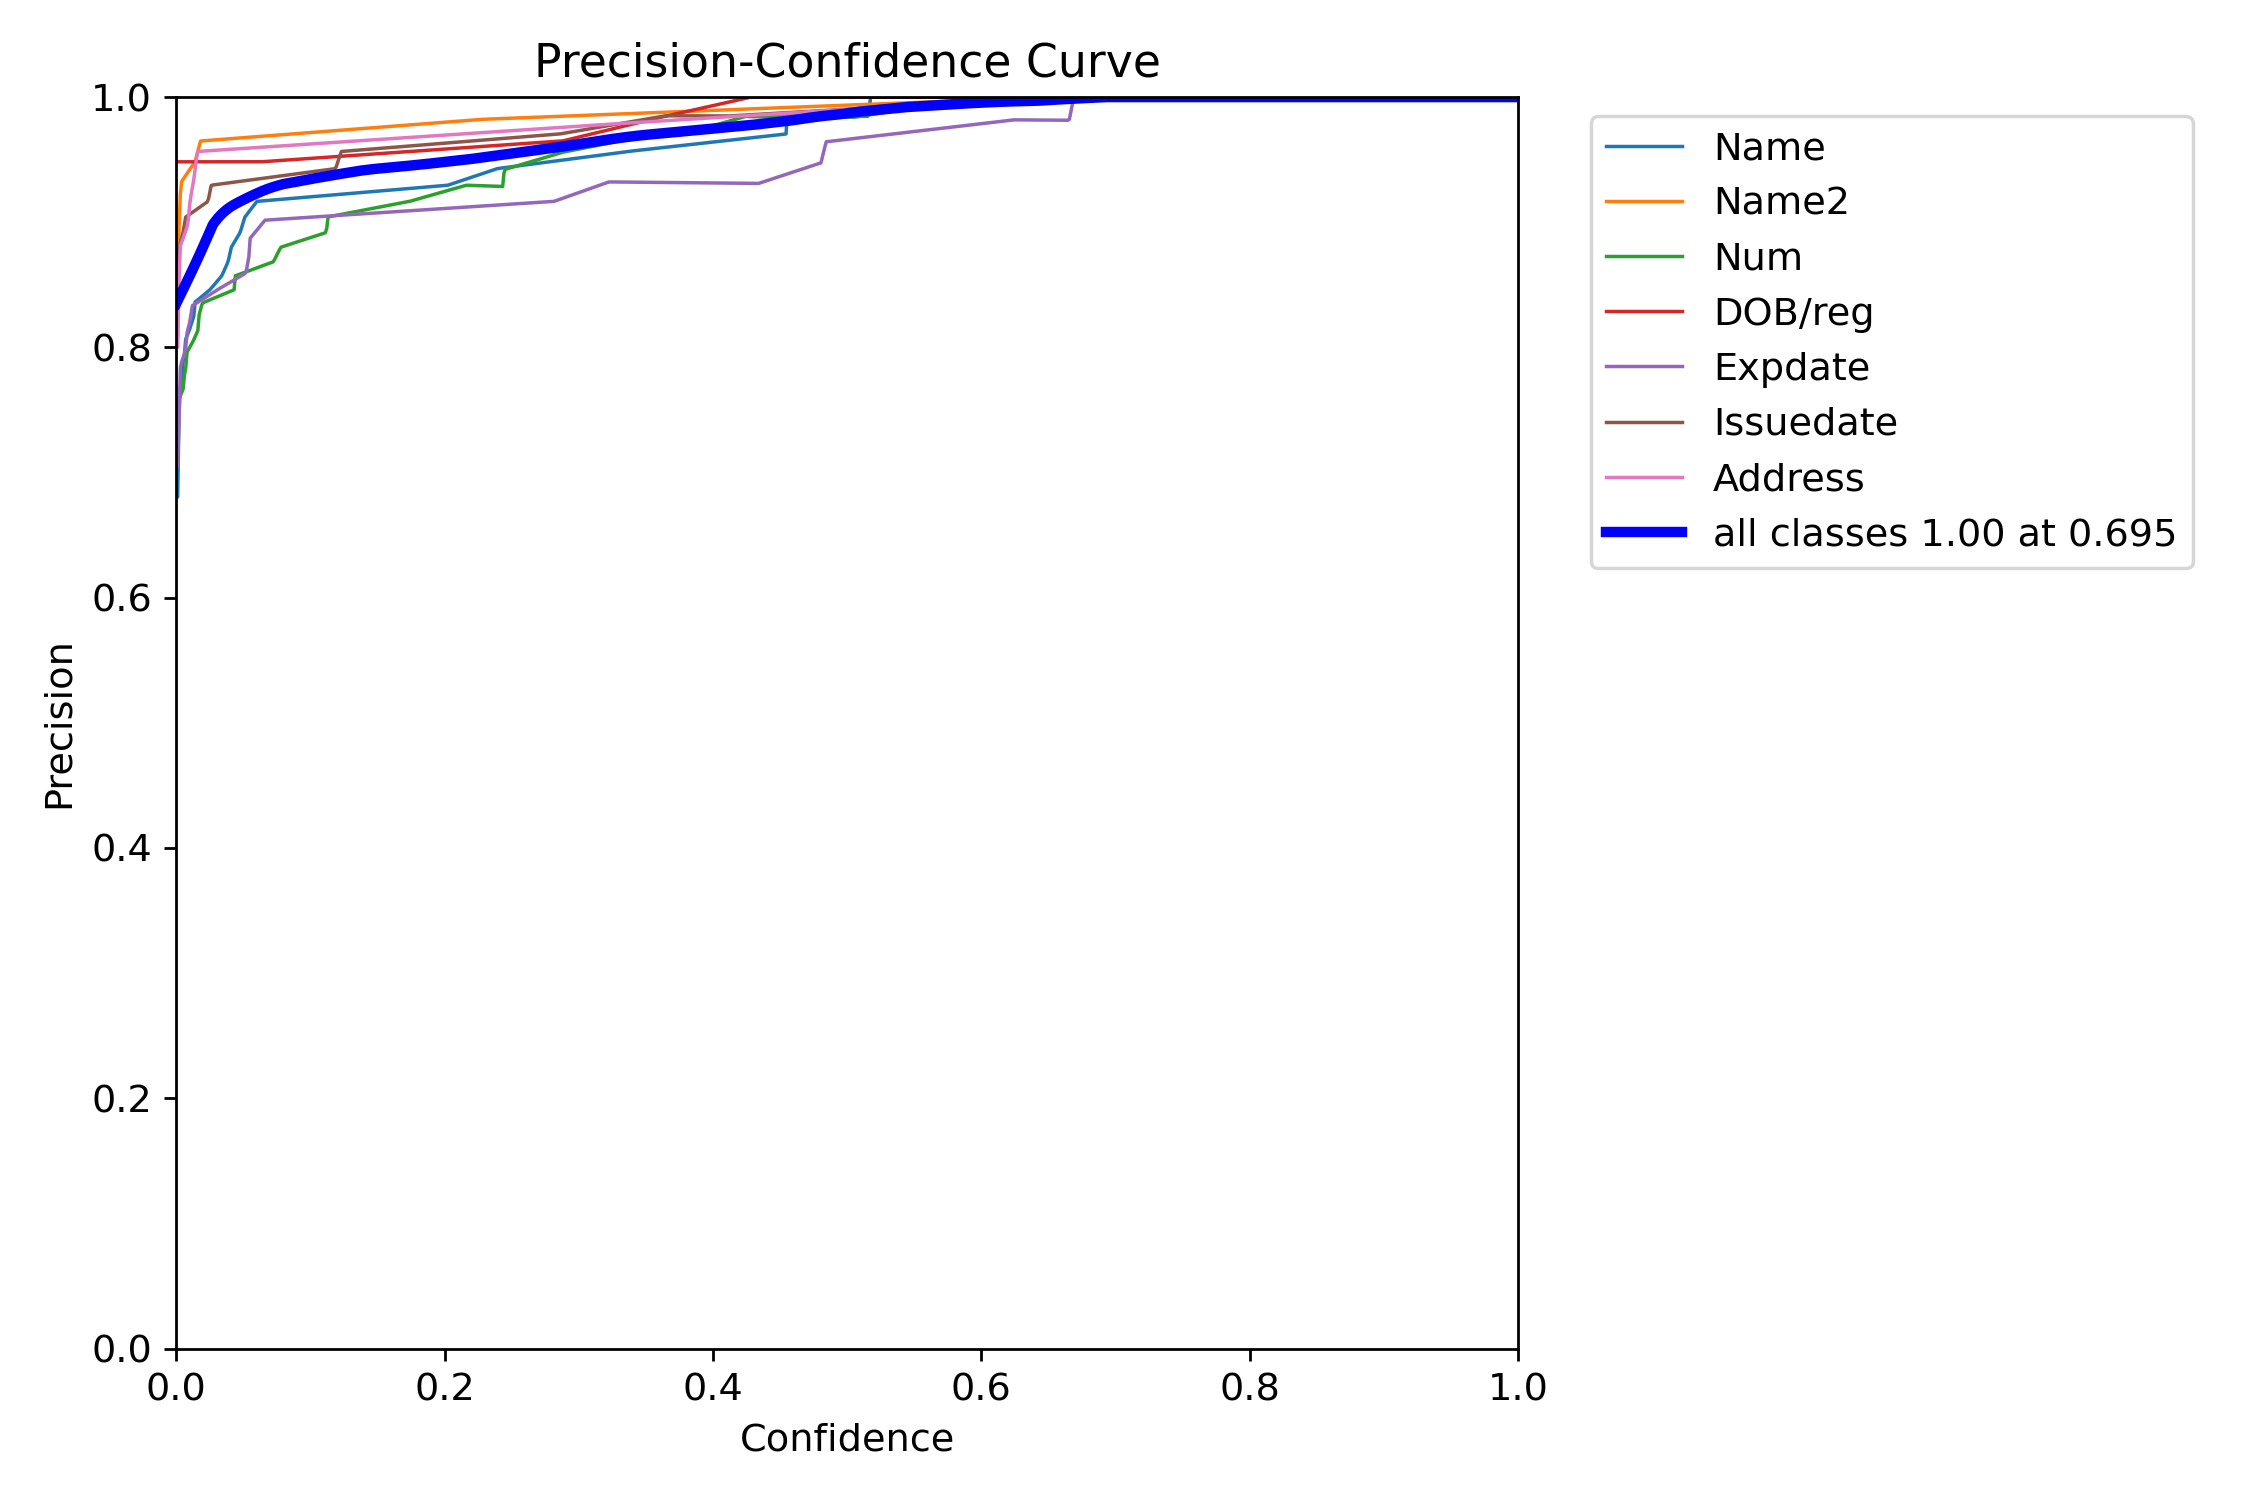 Precision-Confidence Curve
1.0
0.8
0.6
0.4
0.2
0.0
Precision
0.0 0.2 0.4 0.6 0.8 1.0
Confidence
Name
Name2
Num
DOB/reg
Expdate
Issuedate
Address
all classes 1.00 at 0.695